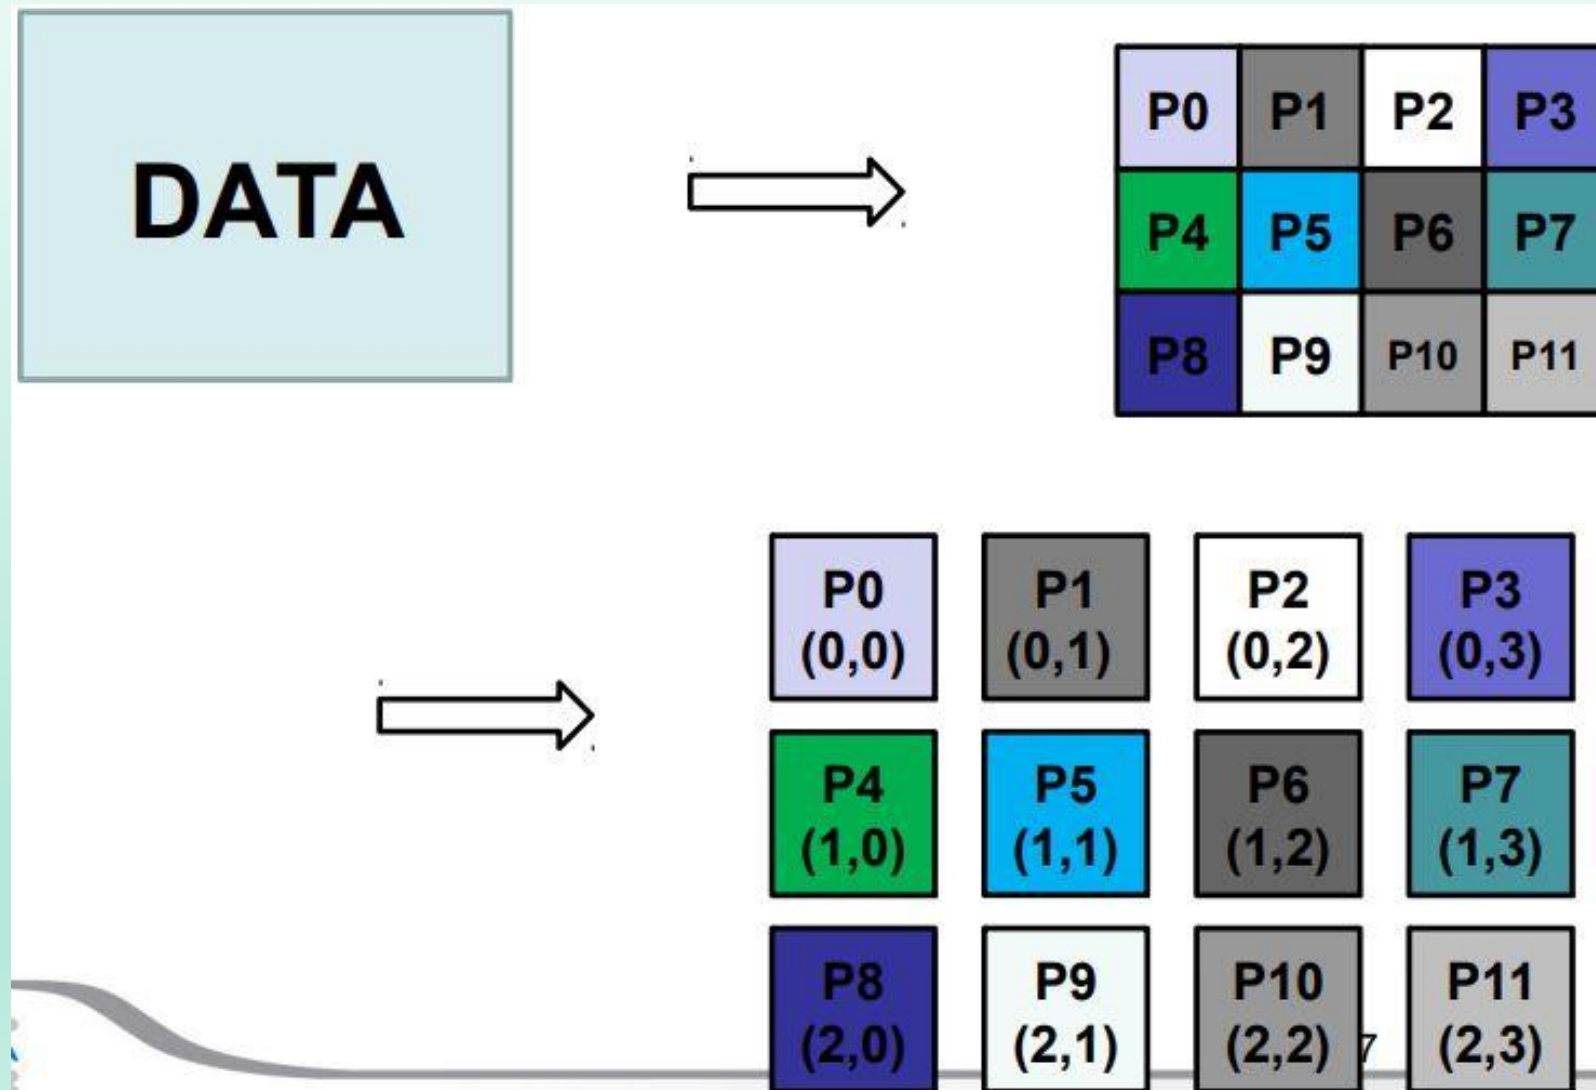 DATA
P0 P1 P2 P3
P4 P5 P6 P7
P8 P9 P10 P11
P0 P1 P2 P3
(0,0) (0,1) (0,2) (0,3)
P4 P5 P6 P7
(1,0) (1,1) (1,2) (1,3)
P8 P9 P10 P11
(2,0) (2,1) (2,2) 7 (2,3)